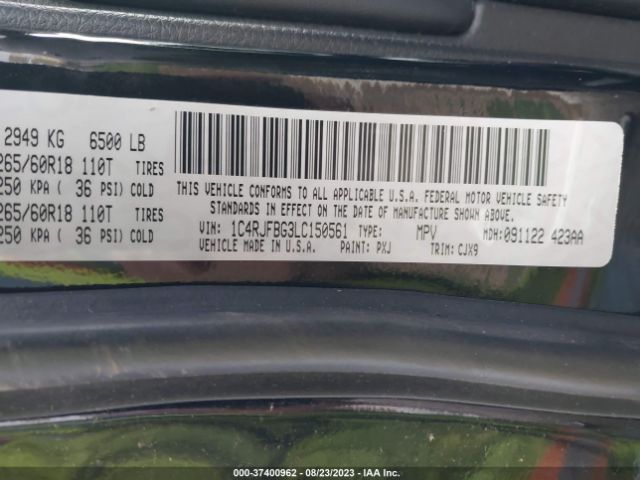 2949 KG 6500 LB
265/60R18 110T TIRES
250 KPA ( 36 PSI) COLD
265/60R18 110T TIRES
250 KPA ( 36 PSI) COLD
THIS VEHICLE CONFORMS TO ALL APPLICABLE U.S.A. FEDERAL MOTOR VEHICLE SAFETY
STANDARDS IN EFFECT ON THE DATE OF MANUFACTURE SHOWN ABOVE.
VIN: 1C4RJFBG3LC150561 TYPE: MPV MDH: 091122 423AA
VEHICLE MADE IN U.S.A. PAINT: PXJ TRIM: CJX9
000-37400962 - 08/23/2023 - IAA Inc.